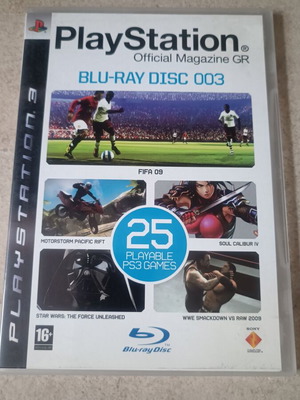 PLAYSTATION 3
PlayStation®
Official Magazine GR
BLU-RAY DISC 003
FIFA 09
MOTORSTORM PACIFIC RIFT
SOUL CALIBUR IV
25
PLAYABLE
PS3 GAMES
STAR WARS: THE FORCE UNLEASHED
WWE SMACKDOWN VS RAW 2009
16+
Blu-ray Disc
SONY